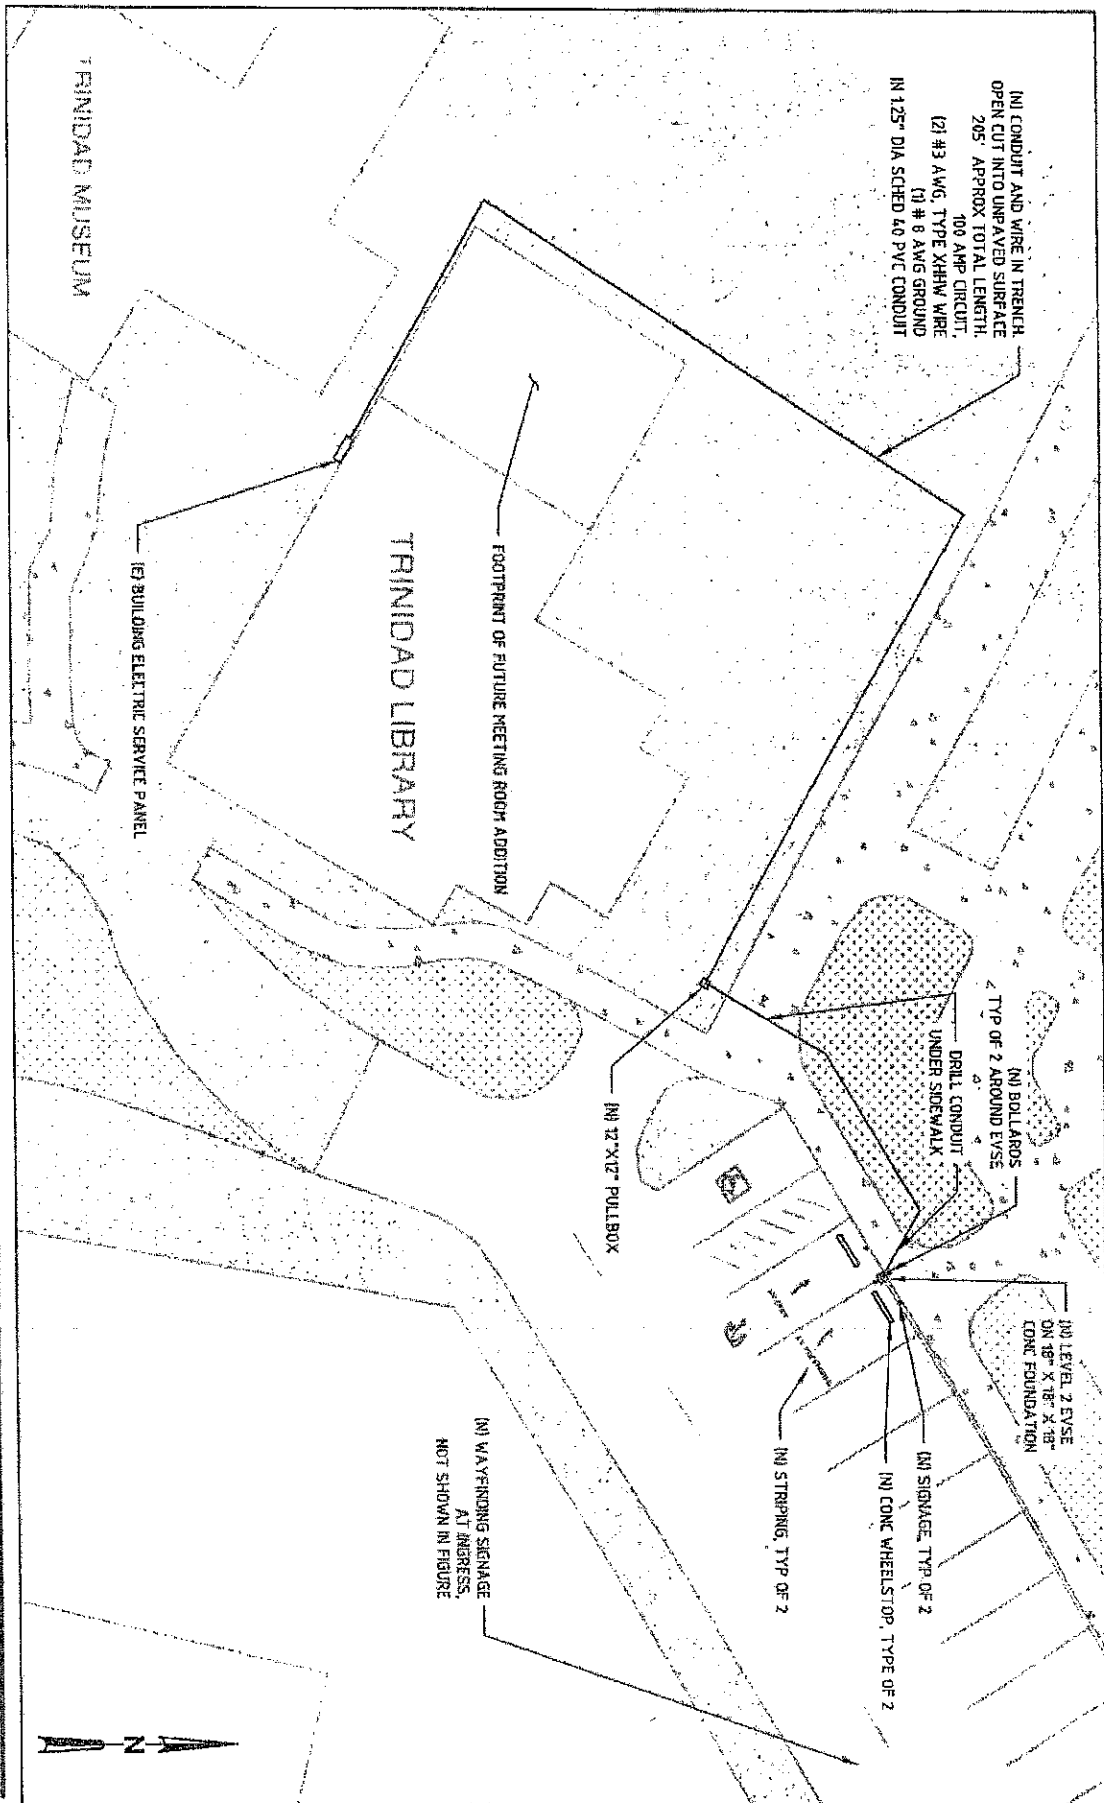 (N) CONDUIT AND WIRE IN TRENCH.
OPEN CUT INTO UNPAVED SURFACE
205' APPROX TOTAL LENGTH.
100 AMP CIRCUIT,
(2) #3 AWG, TYPE XHHW WIRE
(1) # 8 AWG GROUND
IN 1.25" DIA SCHED 40 PVC CONDUIT
TRINIDAD MUSEUM
(N) BOLLARDS
TYP OF 2 AROUND EVSE
DRILL CONDUIT
UNDER SIDEWALK
(N) LEVEL 2 EVSE
ON 18" X 18" X 18"
CONC FOUNDATION
(N) SIGNAGE, TYP OF 2
(N) CONC WHEELSTOP, TYPE OF 2
(N) STRIPING, TYP OF 2
FOOTPRINT OF FUTURE MEETING ROOM ADDITION
(N) 12"X12" PULLBOX
TRINIDAD LIBRARY
(E) BUILDING ELECTRIC SERVICE PANEL
(N) WAYFINDING SIGNAGE
AT INGRESS,
NOT SHOWN IN FIGURE
N